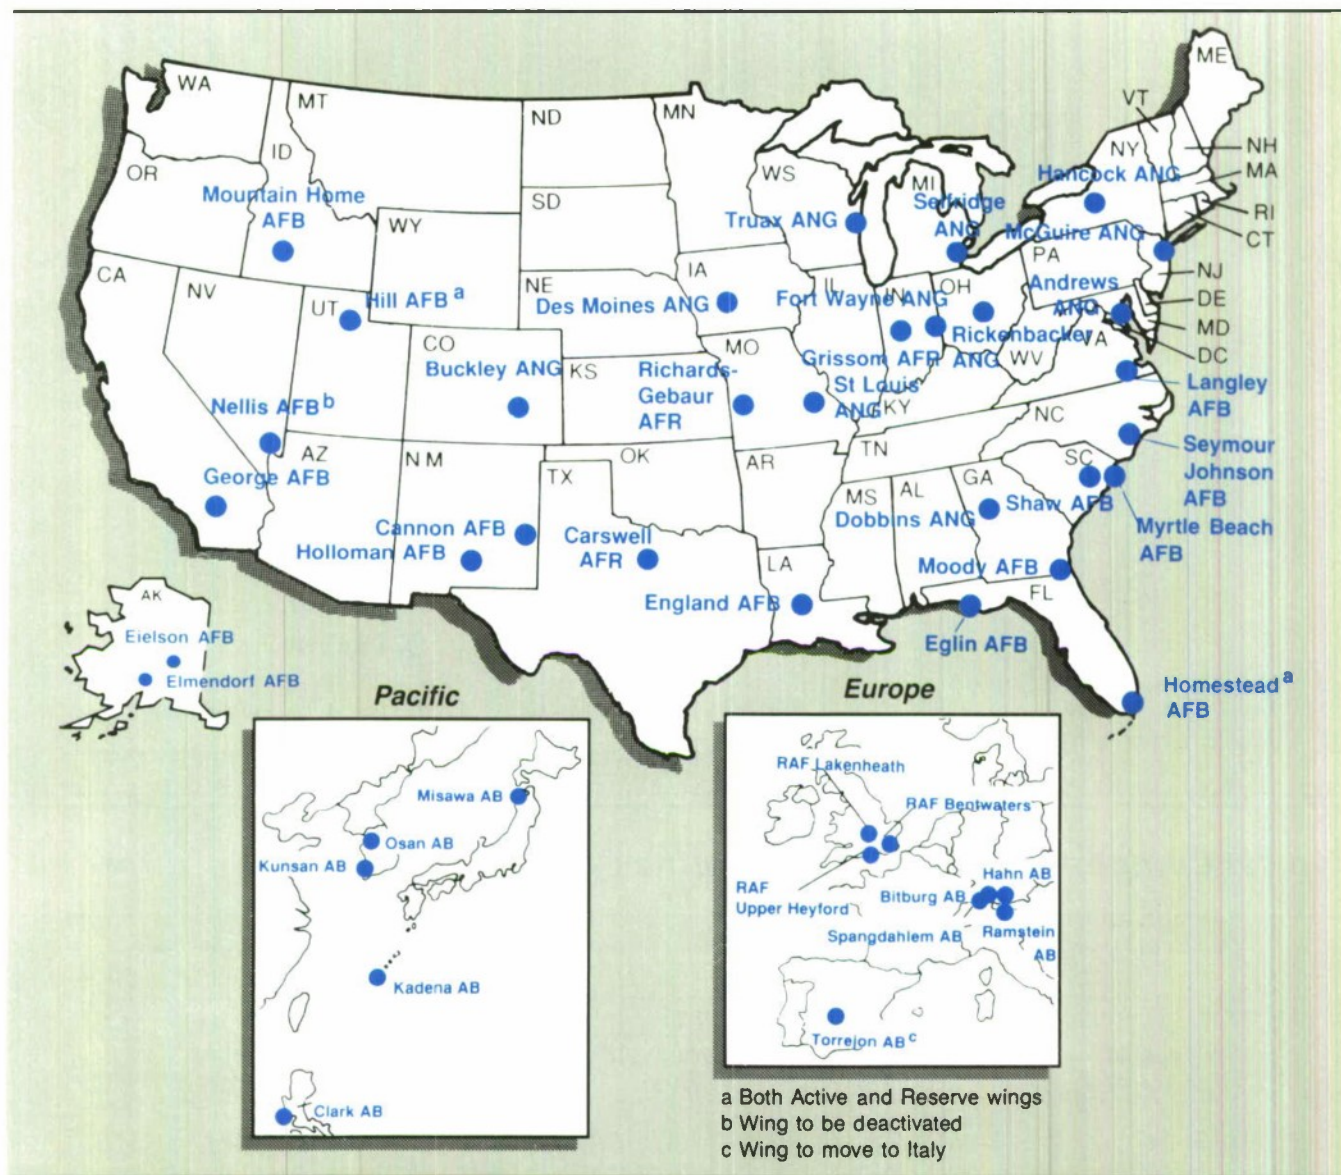 ME
WA
MT
ND
MN
VT
OR
ID
NY
NH
WS
MI
Hancock ANG
MA
Mountain Home
AFB
SD
Selfridge
ANG
RI
WY
Truax ANG
McGuire ANG
CT
PA
CA
NV
UT
Hill AFB a
NE
IA
Des Moines ANG
IL
Fort Wayne ANG
IN
OH
Andrews
ANG
NJ
DE
CO
MO
Rickenbacker
ANG
VA
MD
WV
DC
Buckley ANG
KS
Richards-
Gebaur
AFR
Grissom AFR
St Louis
ANG
KY
Langley
AFB
Nellis AFB b
NC
AZ
NM
OK
TX
AR
TN
SC
Seymour
Johnson
AFB
George AFB
MS
AL
GA
Shaw AFB
Dobbins ANG
Myrtle Beach
AFB
Cannon AFB
Holloman AFB
Carswell
AFR
LA
Moody AFB
FL
AK
England AFB
Eglin AFB
Eielson AFB
Elmendorf AFB
Homestead a
AFB
Pacific
Misawa AB
Osan AB
Kunsan AB
Kadena AB
Clark AB
Europe
RAF Lakenheath
RAF Bentwaters
Hahn AB
RAF
Upper Heyford
Bitburg AB
Spangdahlem AB
Ramstein
AB
Torrejon AB c
a Both Active and Reserve wings
b Wing to be deactivated
c Wing to move to Italy